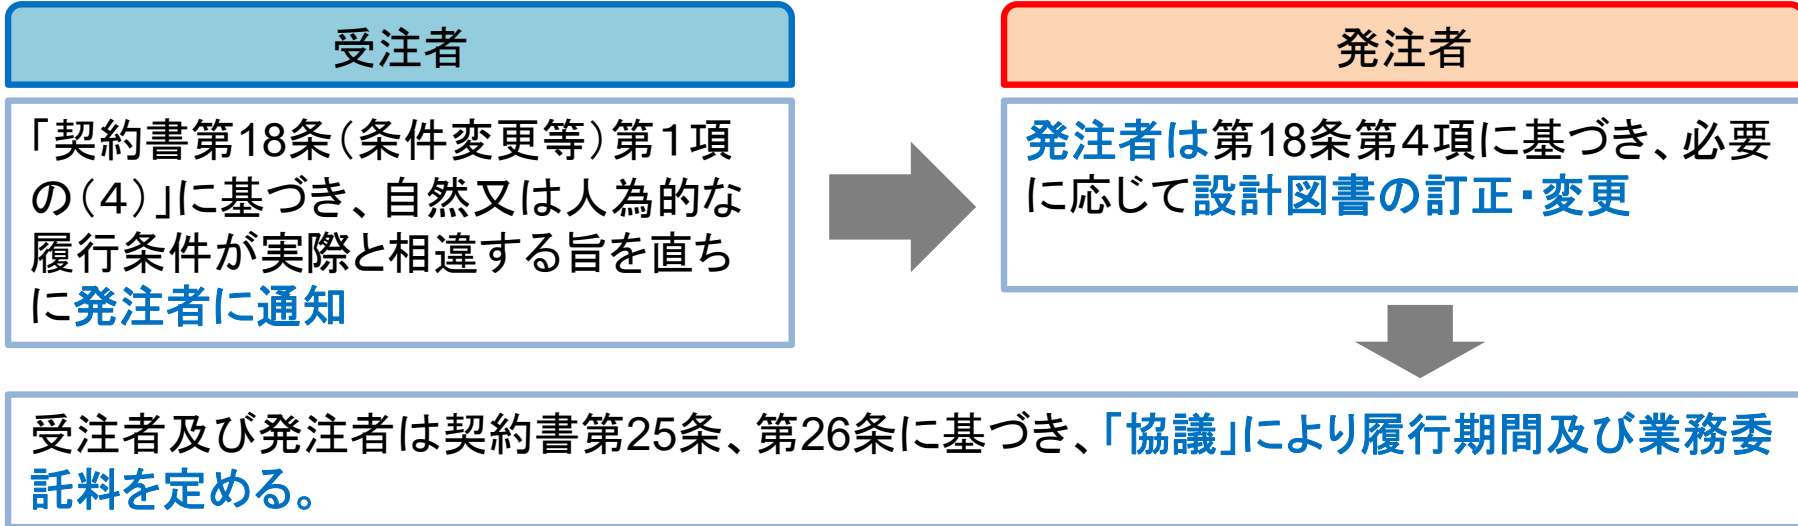 受注者
「契約書第18条（条件変更等）第１項
の（４）」に基づき、自然又は人為的な
履行条件が実際と相違する旨を直ち
に発注者に通知
発注者
発注者は第18条第４項に基づき、必要
に応じて設計図書の訂正・変更
受注者及び発注者は契約書第25条、第26条に基づき、「協議」により履行期間及び業務委
託料を定める。